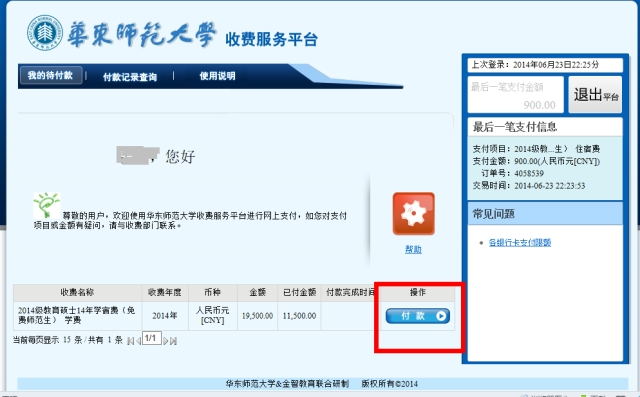 華東師範大學 收费服务平台
我的待付款 付款记录查询 使用说明
上次登录：2014年06月23日22:25分
最后一笔支付金额
900.00
退出平台
最后一笔支付信息
支付项目：2014级教...生） 住宿费
支付金额：900.00(人民币元[CNY])
订单号：4058539
交易时间：2014-06-23 22:23:53
常见问题
各银行卡支付限额
，您好
尊敬的用户，欢迎使用华东师范大学收费服务平台进行网上支付，如您对支付
项目或金额有疑问，请与收费部门联系。
帮助
收费名称 收费年度 币种 金额 已付金额 付款完成时间 操作
2014级教育硕士14年学宿费（免
费师范生） 学费 2014年 人民币元
[CNY] 19,500.00 11,500.00 付款
当前每页显示 15 条/共有 1 条 1/1
华东师范大学&金智教育联合研制 版权所有©2014